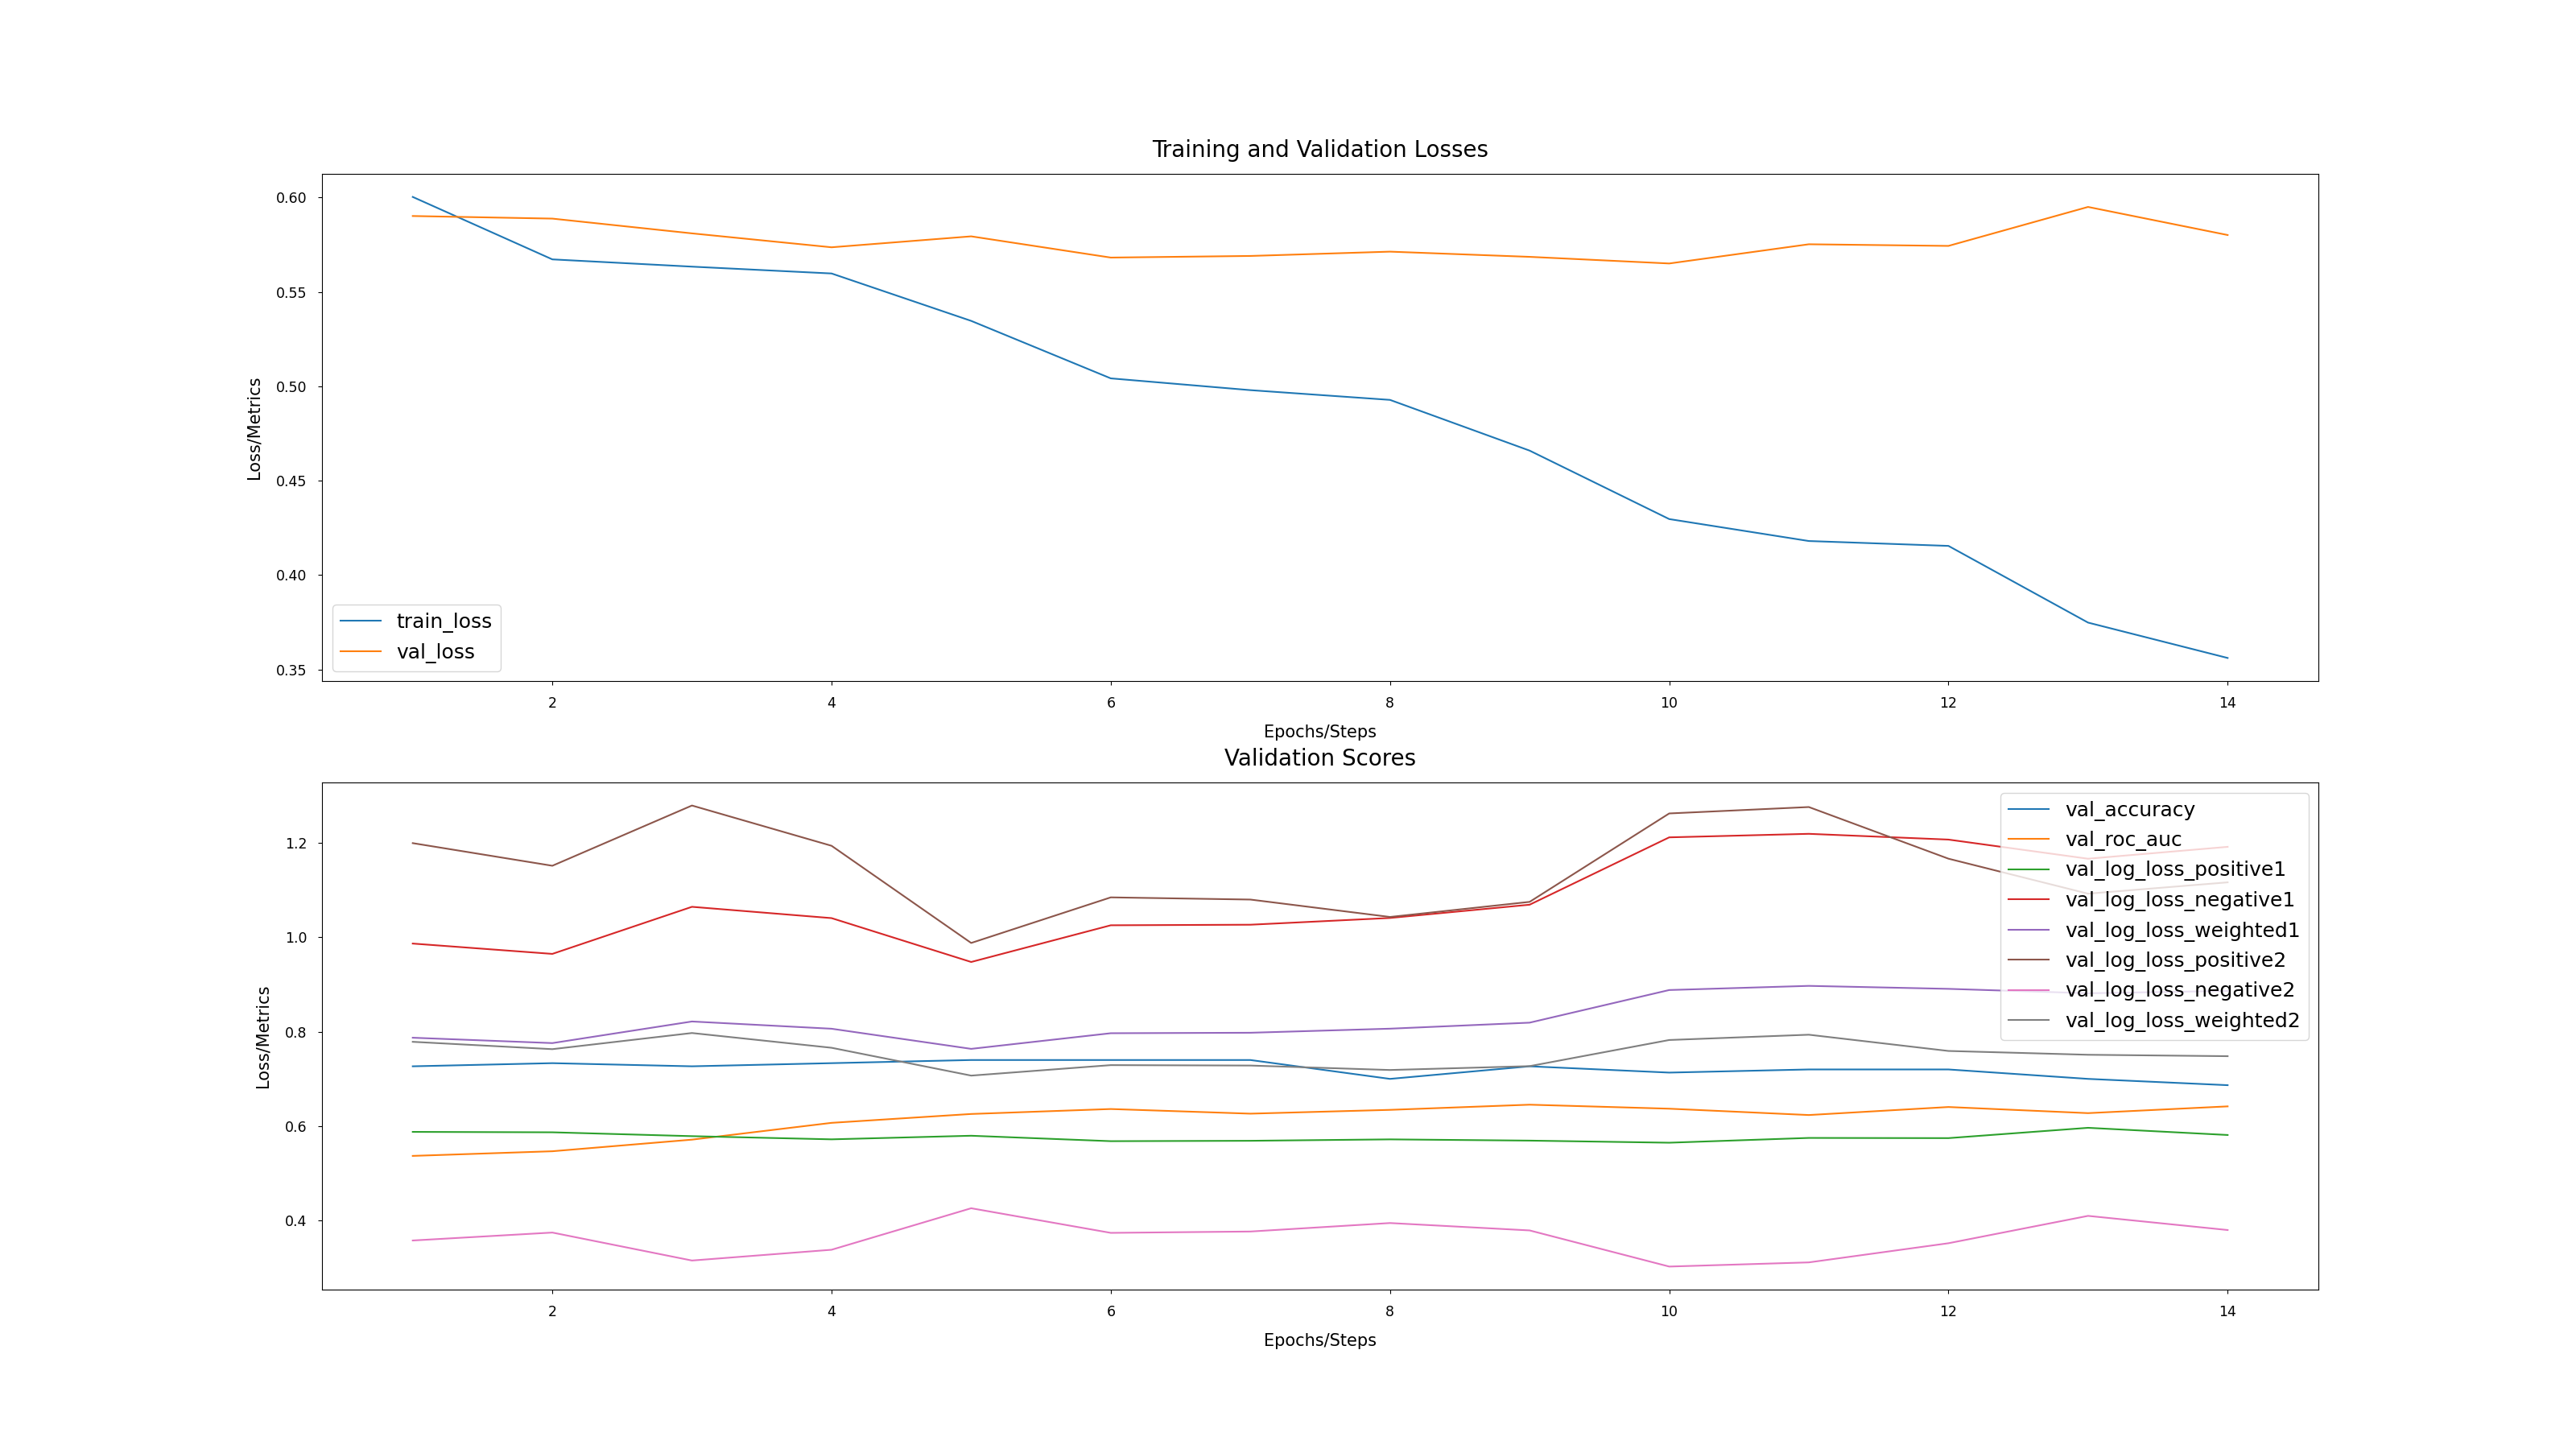 Training and Validation Losses
0.60
0.55
0.50
0.45
0.40
0.35
Loss/Metrics
train_loss
val_loss
2 4 6 8 10 12 14
Epochs/Steps
Validation Scores
1.2
1.0
0.8
0.6
0.4
Loss/Metrics
val_accuracy
val_roc_auc
val_log_loss_positive1
val_log_loss_negative1
val_log_loss_weighted1
val_log_loss_positive2
val_log_loss_negative2
val_log_loss_weighted2
2 4 6 8 10 12 14
Epochs/Steps